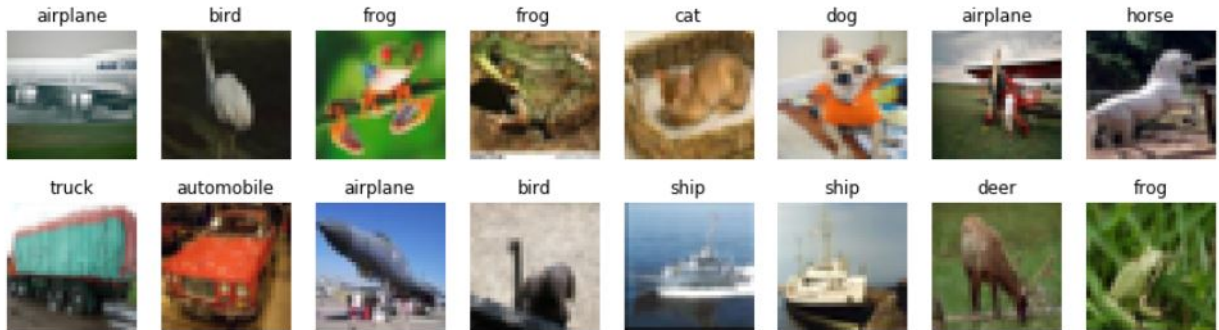 airplane bird frog frog cat dog airplane horse
truck automobile airplane bird ship ship deer frog